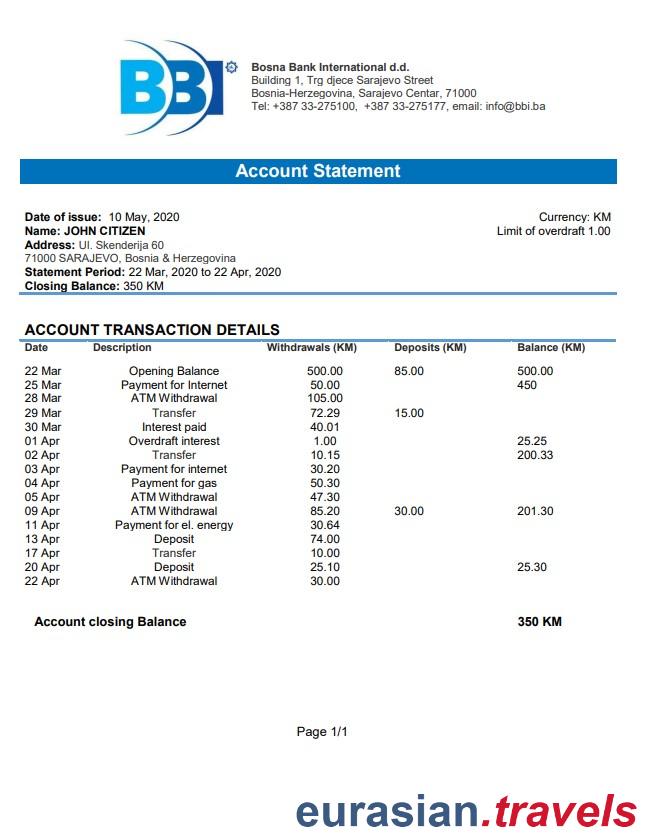 BBI
Bosna Bank International d.d.
Building 1, Trg djece Sarajevo Street
Bosnia-Herzegovina, Sarajevo Centar, 71000
Tel: +387 33-275100, +387 33-275177, email: info@bbi.ba
Account Statement
Date of issue: 10 May, 2020 Currency: KM
Name: JOHN CITIZEN Limit of overdraft 1.00
Address: Ul. Skenderija 60
71000 SARAJEVO, Bosnia & Herzegovina
Statement Period: 22 Mar, 2020 to 22 Apr, 2020
Closing Balance: 350 KM
ACCOUNT TRANSACTION DETAILS
Date Description Withdrawals (KM) Deposits (KM) Balance (KM)
22 Mar Opening Balance 500.00 85.00 500.00
25 Mar Payment for Internet 50.00 450
28 Mar ATM Withdrawal 105.00
29 Mar Transfer 72.29 15.00
30 Mar Interest paid 40.01
01 Apr Overdraft interest 1.00 25.25
02 Apr Transfer 10.15 200.33
03 Apr Payment for internet 30.20
04 Apr Payment for gas 50.30
05 Apr ATM Withdrawal 47.30
09 Apr ATM Withdrawal 85.20 30.00 201.30
11 Apr Payment for el. energy 30.64
13 Apr Deposit 74.00
17 Apr Transfer 10.00
20 Apr Deposit 25.10 25.30
22 Apr ATM Withdrawal 30.00
Account closing Balance 350 KM
Page 1/1
eurasian.travels